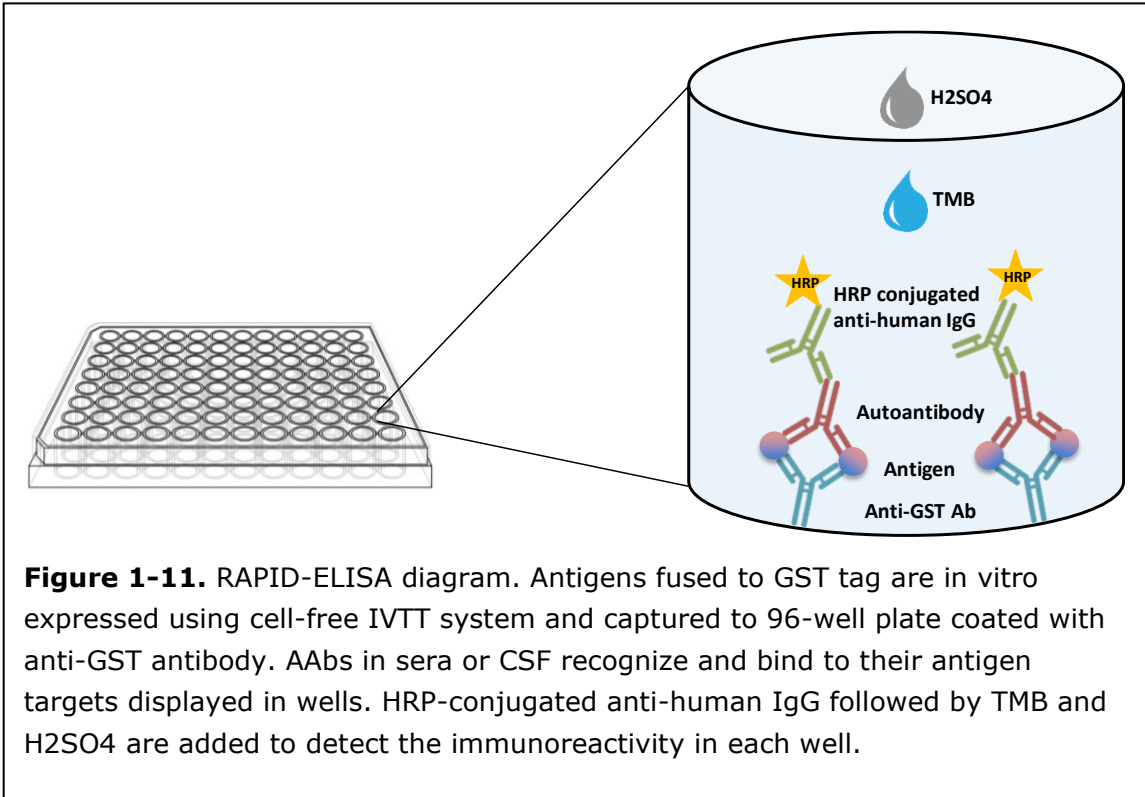 H2SO4
TMB
HRP
HRP
HRP conjugated
anti-human IgG
Autoantibody
Antigen
Anti-GST Ab
Figure 1-11. RAPID-ELISA diagram. Antigens fused to GST tag are in vitro
expressed using cell-free IVTT system and captured to 96-well plate coated with
anti-GST antibody. AAbs in sera or CSF recognize and bind to their antigen
targets displayed in wells. HRP-conjugated anti-human IgG followed by TMB and
H2SO4 are added to detect the immunoreactivity in each well.